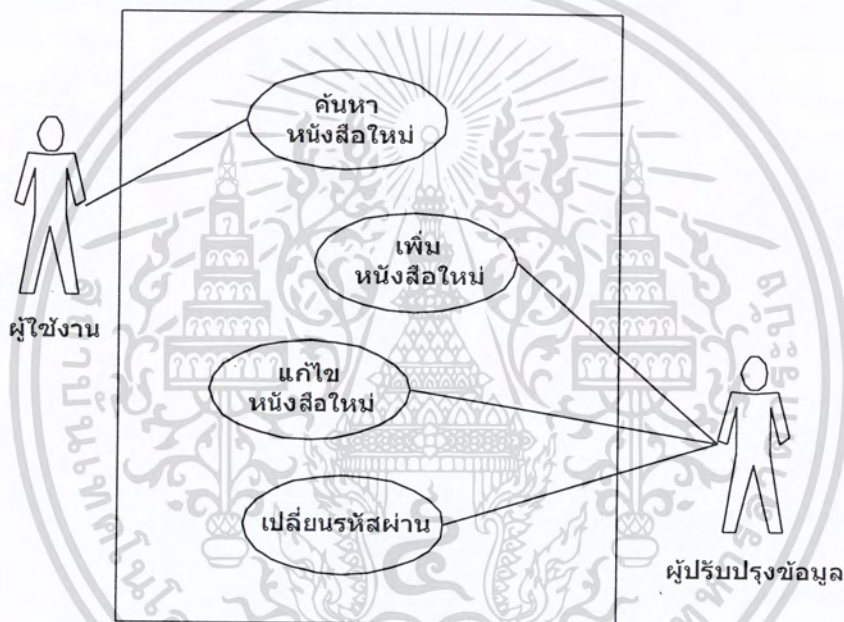 ค้นหา
หนังสือใหม่
เพิ่ม
หนังสือใหม่
ผู้ใช้งาน
แก้ไข
หนังสือใหม่
เปลี่ยนรหัสผ่าน
ผู้ปรับปรุงข้อมูล